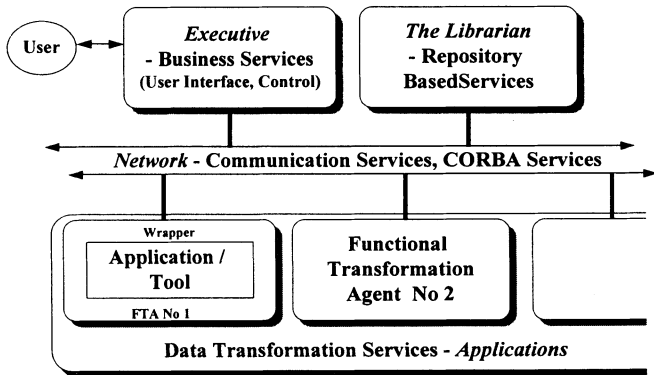 User
Executive
- Business Services
(User Interface, Control)
The Librarian
- Repository
BasedServices
Network - Communication Services, CORBA Services
Wrapper
Application /
Tool
FTA No 1
Functional
Transformation
Agent No 2
Data Transformation Services - Applications